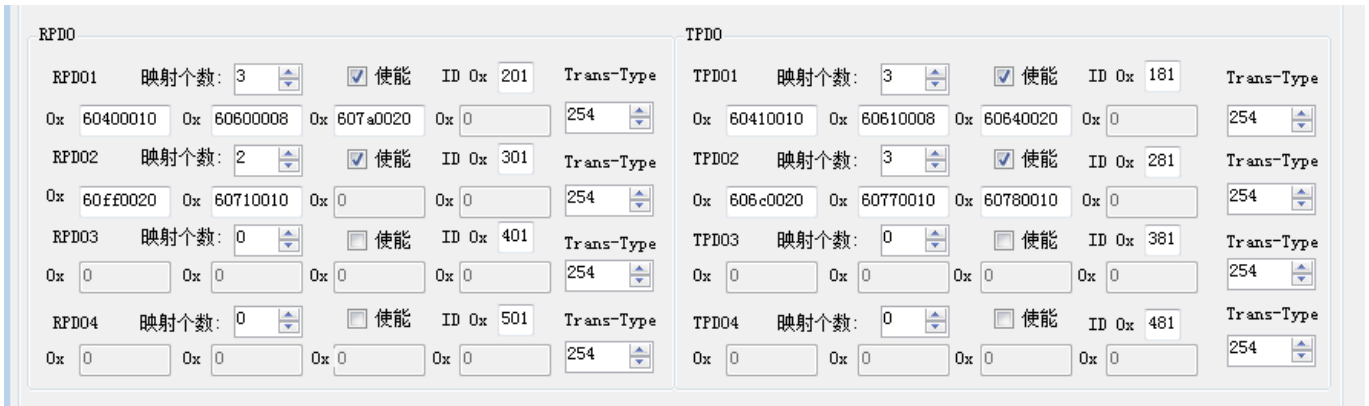 RPDO
RPDO1 映射个数: 3 使能 ID 0x 201 Trans-Type
0x 60400010 0x 60600008 0x 607a0020 0x 0 254
RPDO2 映射个数: 2 使能 ID 0x 301 Trans-Type
0x 60ff0020 0x 60710010 0x 0 0x 0 254
RPDO3 映射个数: 0 使能 ID 0x 401 Trans-Type
0x 0 0x 0 0x 0 0x 0 254
RPDO4 映射个数: 0 使能 ID 0x 501 Trans-Type
0x 0 0x 0 0x 0 0x 0 254
TPDO
TPDO1 映射个数: 3 使能 ID 0x 181 Trans-Type
0x 60410010 0x 60610008 0x 60640020 0x 0 254
TPDO2 映射个数: 3 使能 ID 0x 281 Trans-Type
0x 606c0020 0x 60770010 0x 60780010 0x 0 254
TPDO3 映射个数: 0 使能 ID 0x 381 Trans-Type
0x 0 0x 0 0x 0 0x 0 254
TPDO4 映射个数: 0 使能 ID 0x 481 Trans-Type
0x 0 0x 0 0x 0 0x 0 254